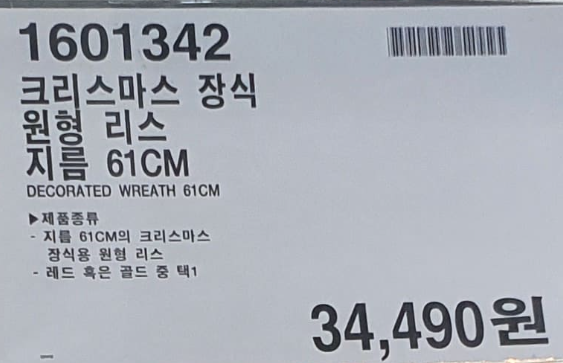 1601342
크리스마스 장식
원형 리스
지름 61CM
DECORATED WREATH 61CM
▶제품종류
- 지름 61CM의 크리스마스
장식용 원형 리스
- 레드 혹은 골드 중 택1
34,490원